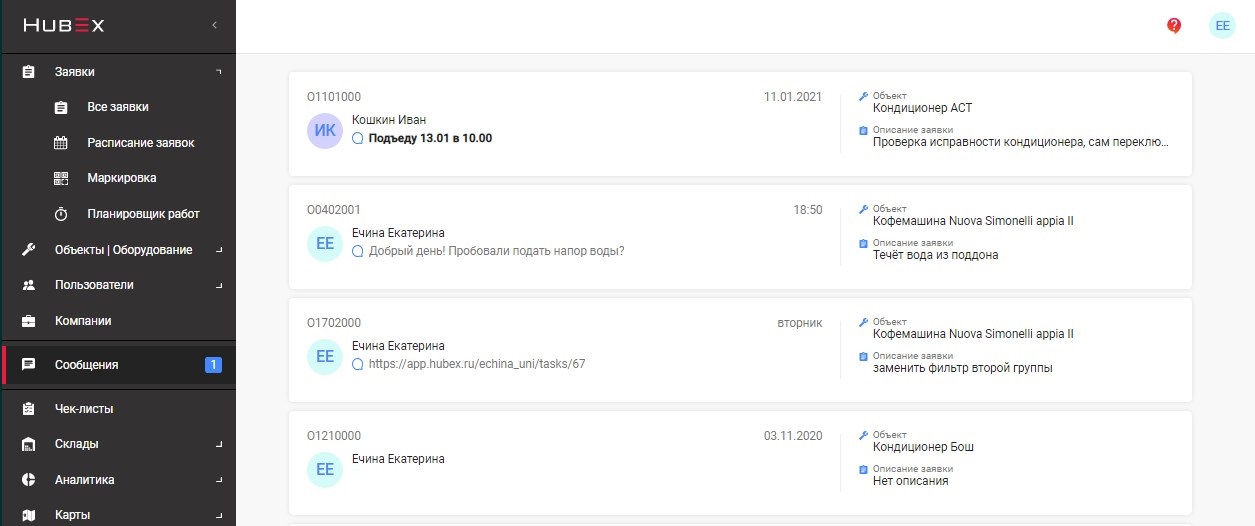 HUBEX
Заявки
Все заявки
Расписание заявок
Маркировка
Планировщик работ
Объекты | Оборудование
Пользователи
Компании
Сообщения 1
Чек-листы
Склады
Аналитика
Карты
?
EE
O1101000 11.01.2021
ИК
Кошкин Иван
Подъеду 13.01 в 10.00
Объект
Кондиционер АСТ
Описание заявки
Проверка исправности кондиционера, сам переклю...
O0402001 18:50
EE
Ечина Екатерина
Добрый день! Пробовали подать напор воды?
Объект
Кофемашина Nuova Simonelli appia II
Описание заявки
Течёт вода из поддона
O1702000 вторник
EE
Ечина Екатерина
https://app.hubex.ru/echina_uni/tasks/67
Объект
Кофемашина Nuova Simonelli appia II
Описание заявки
заменить фильтр второй группы
O1210000 03.11.2020
EE
Ечина Екатерина
Объект
Кондиционер Бош
Описание заявки
Нет описания